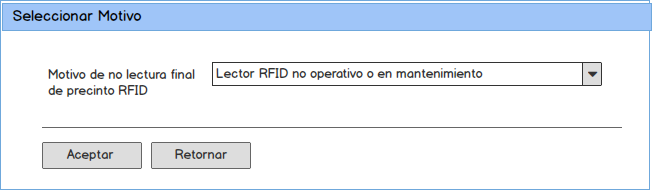 Seleccionar Motivo
Motivo de no lectura final
de precinto RFID
Lector RFID no operativo o en mantenimiento
Aceptar
Retornar